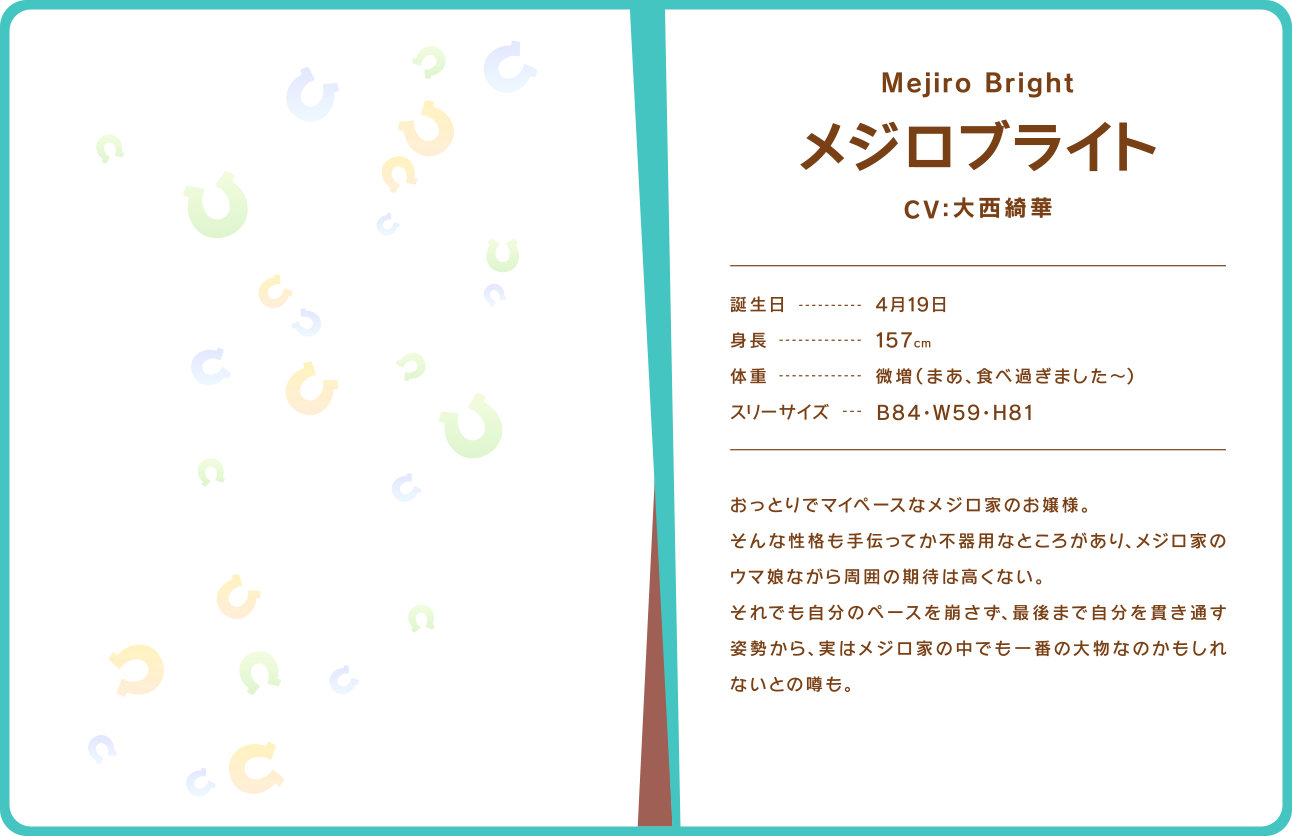 Mejiro Bright
メジロブライト
CV:大西綺華
誕生日 ---------- 4月19日
身長 ------------- 157cm
体重 ------------- 微増(まあ、食べ過ぎました〜)
スリーサイズ --- B84・W59・H81
おっとりでマイペースなメジロ家のお嬢様。
そんな性格も手伝ってか不器用なところがあり、メジロ家の
ウマ娘ながら周囲の期待は高くない。
それでも自分のペースを崩さず、最後まで自分を貫き通す
姿勢から、実はメジロ家の中でも一番の大物なのかもしれ
ないとの噂も。